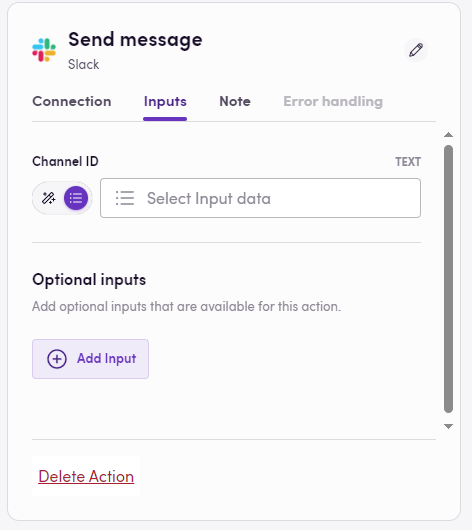 Send message
Slack
Connection Inputs Note Error handling
Channel ID TEXT
Select Input data
Optional inputs
Add optional inputs that are available for this action.
Add Input
Delete Action